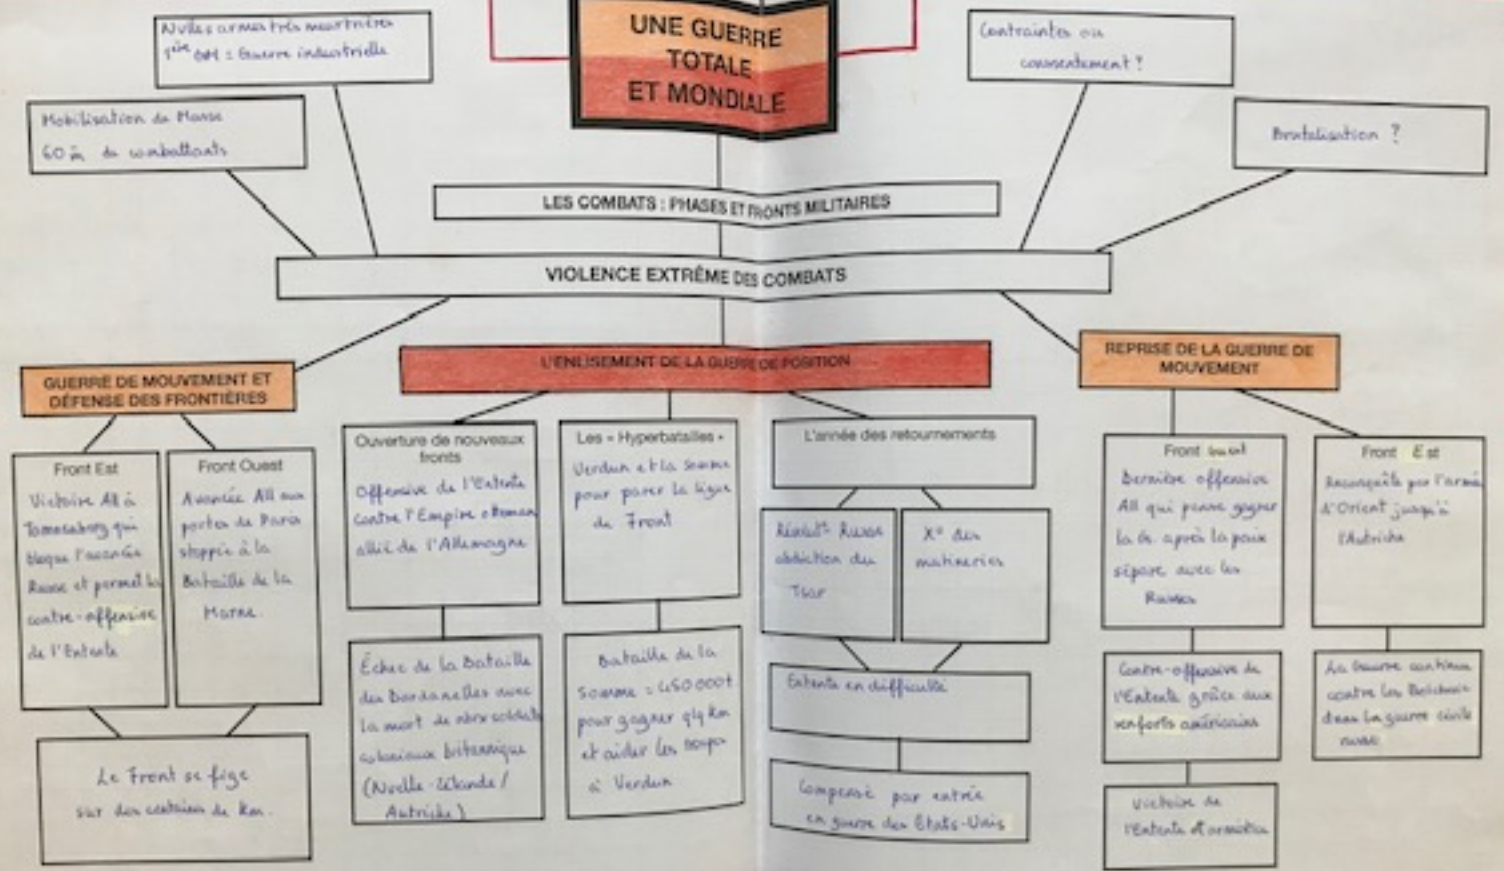 UNE GUERRE
TOTALE
ET MONDIALE
Nvlles armes très meurtrières
1ère GM = Guerre industrielle
Mobilisation de Masse
60 m de combattants
Contraintes ou
consentement ?
Brutalisation ?
LES COMBATS : PHASES ET FRONTS MILITAIRES
VIOLENCE EXTRÊME DES COMBATS
GUERRE DE MOUVEMENT ET
DÉFENSE DES FRONTIÈRES
Front Est
Victoire All à
qui
bloque l'avancée
Russe et permet la
contre-offensive
de l'Entente
Front Ouest
Avancée All aux
portes de Paris
stoppée à la
Bataille de la
Marne.
Le Front se fige
sur des centaines de Km.
L'ENLISEMENT DE LA GUERRE DE POSITION
Ouverture de nouveaux
fronts
Offensive de l'Entente
contre l'Empire ottoman
allié de l'Allemagne
Échec de la Bataille
des Dardanelles avec
la mort de nbrx soldats
coloniaux britannique
(Nvelle-Zélande /
Autriche)
Les « Hyperbatailles »
Verdun et la Somme
pour percer la ligne
de Front
Bataille de la
Somme = 450 000
pour gagner Km
et aider les
à Verdun
L'année des retournements
Russe
abdiction du
Tsar
X° des
mutineries
Entente en difficulté
Compensé par entrée
en guerre des Etats-Unis
REPRISE DE LA GUERRE DE
MOUVEMENT
Front ouest
Dernière offensive
All qui pense gagner
la G. après la paix
sépare avec les
Russes
Contre-offensive de
l'Entente grâce aux
renforts américains
Victoire de
l'Entente et armistice
Front Est
Reconquête par l'armée
d'Orient jusqu'à
l'Autriche
La Guerre continue
contre les
dans la guerre civile
russe